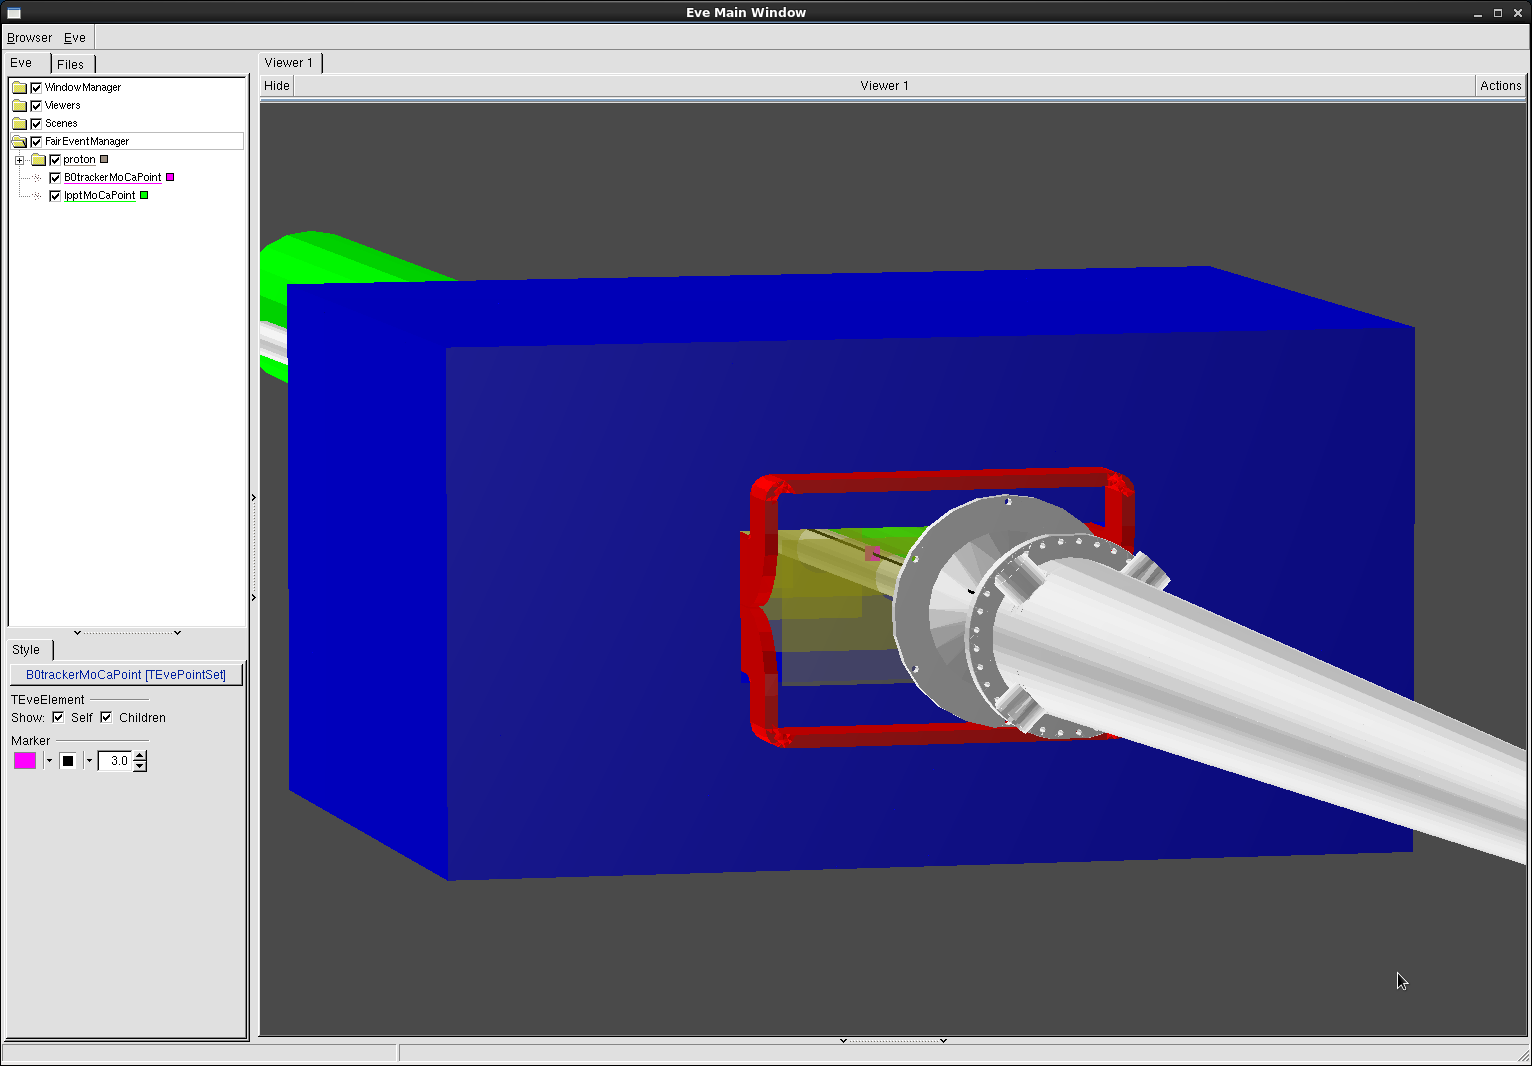 Eve Main Window
Browser Eve
Eve Files
Viewer 1
Hide Viewer 1 Actions
WindowManager
Viewers
Scenes
FairEventManager
proton
B0trackerMoCaPoint
IpptMoCaPoint
Style
B0trackerMoCaPoint [TEvePointSet]
TEveElement
Show: Self Children
Marker
3.0